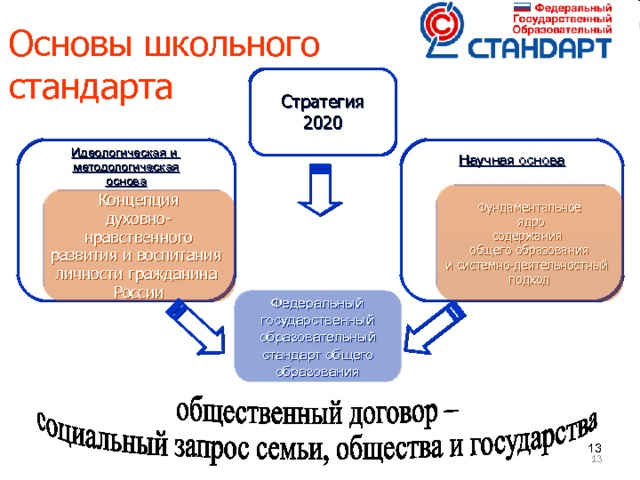 Основы школьного
стандарта
Федеральный
Государственный
Образовательный
СТАНДАРТ
Стратегия
2020
Идеологическая и
методологическая
основа
Концепция
духовно-
нравственного
развития и воспитания
личности гражданина
России
Научная основа
Фундаментальное
ядро
содержания
общего образования
и системно-деятельностный
подход
Федеральный
государственный
образовательный
стандарт общего
образования
общественный договор –
социальный запрос семьи, общества и государства
13
13